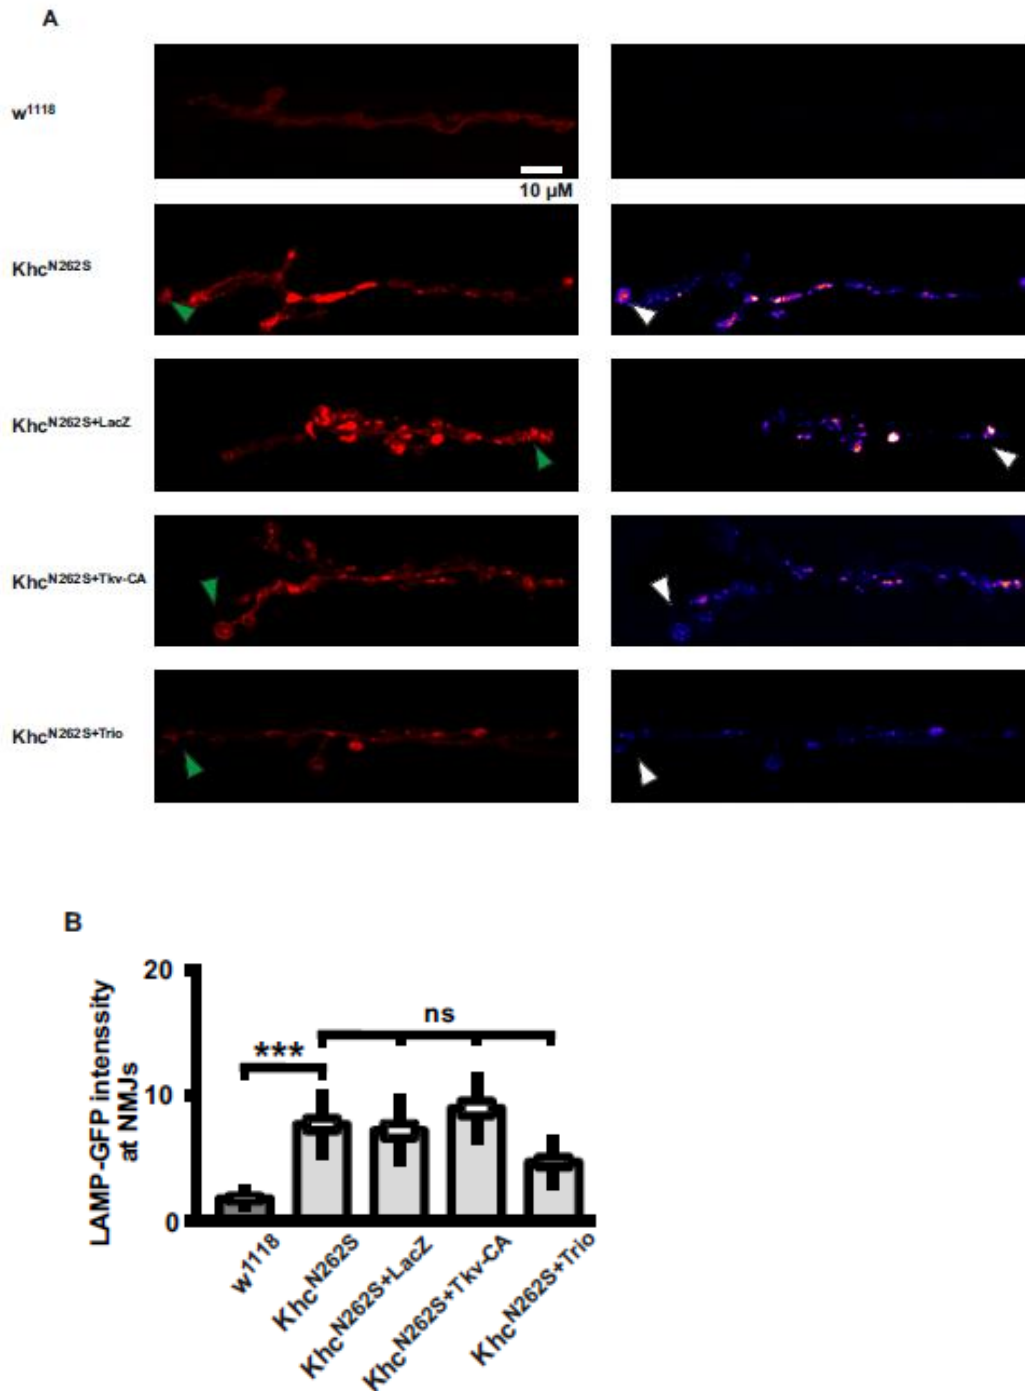 A
w1118
10 µM
KhcN262S
KhcN262S+LacZ
KhcN262S+Tkv-CA
KhcN262S+Trio
B
LAMP-GFP intenssity
at NMJs
20
10
0
***
ns
w1118
KhcN262S
KhcN262S+LacZ
KhcN262S+Tkv-CA
KhcN262S+Trio